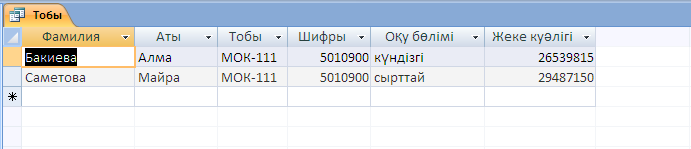 Тобы
Фамилия Аты Тобы Шифры Оқу бөлімі Жеке куәлігі
Бакиева Алма МОК-111 5010900 күндізгі 26539815
Саметова Майра МОК-111 5010900 сырттай 29487150